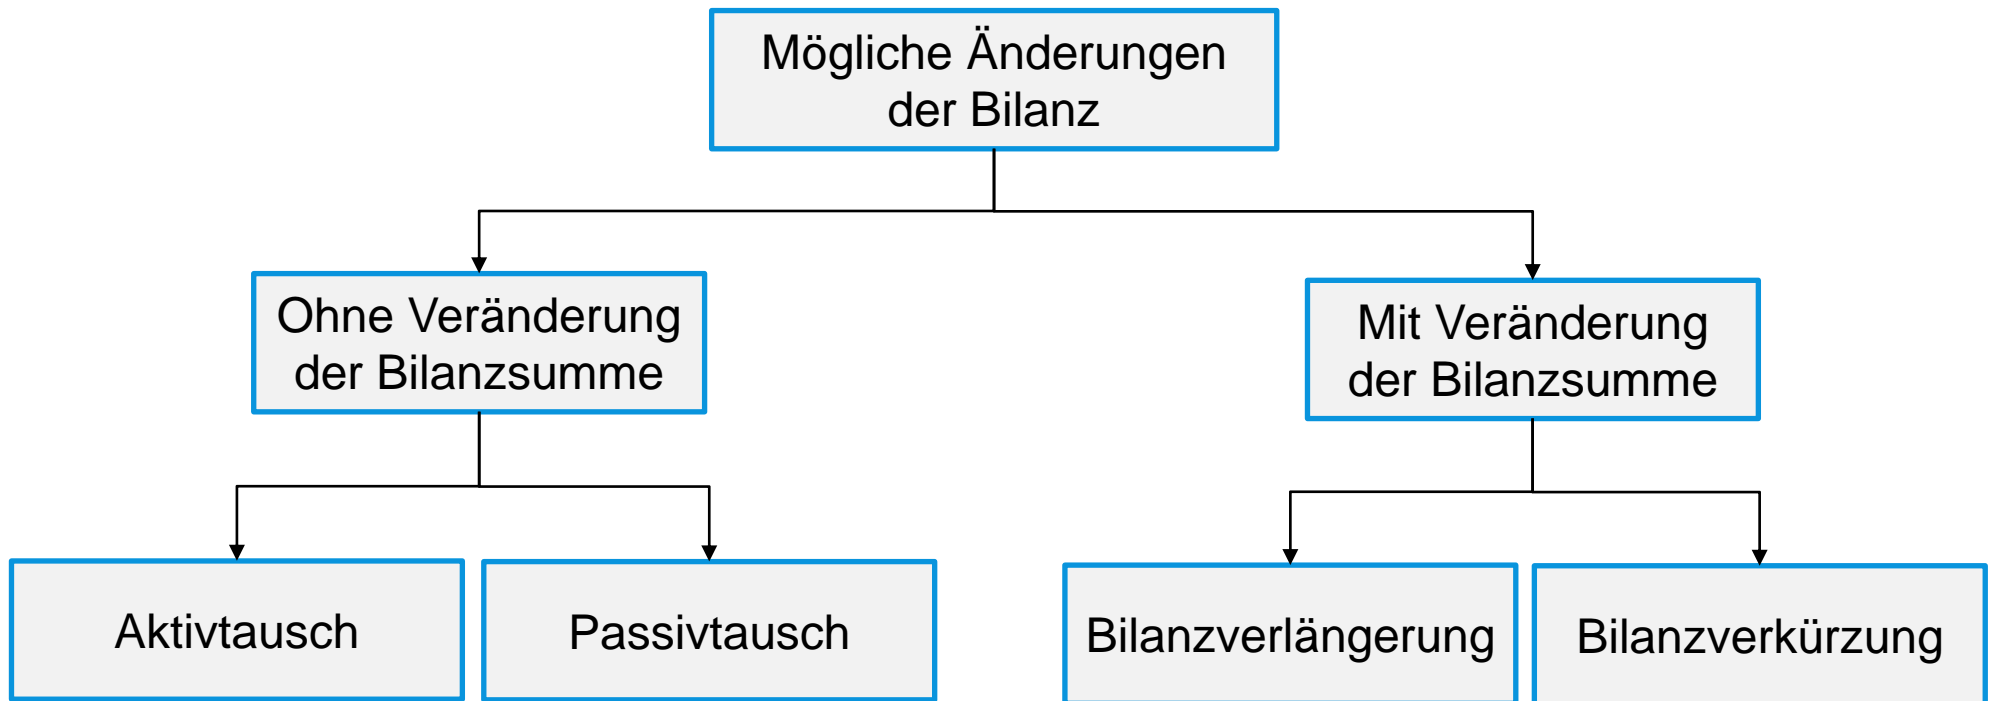 Mögliche Änderungen
der Bilanz
Ohne Veränderung
der Bilanzsumme
Mit Veränderung
der Bilanzsumme
Aktivtausch
Passivtausch
Bilanzverlängerung
Bilanzverkürzung